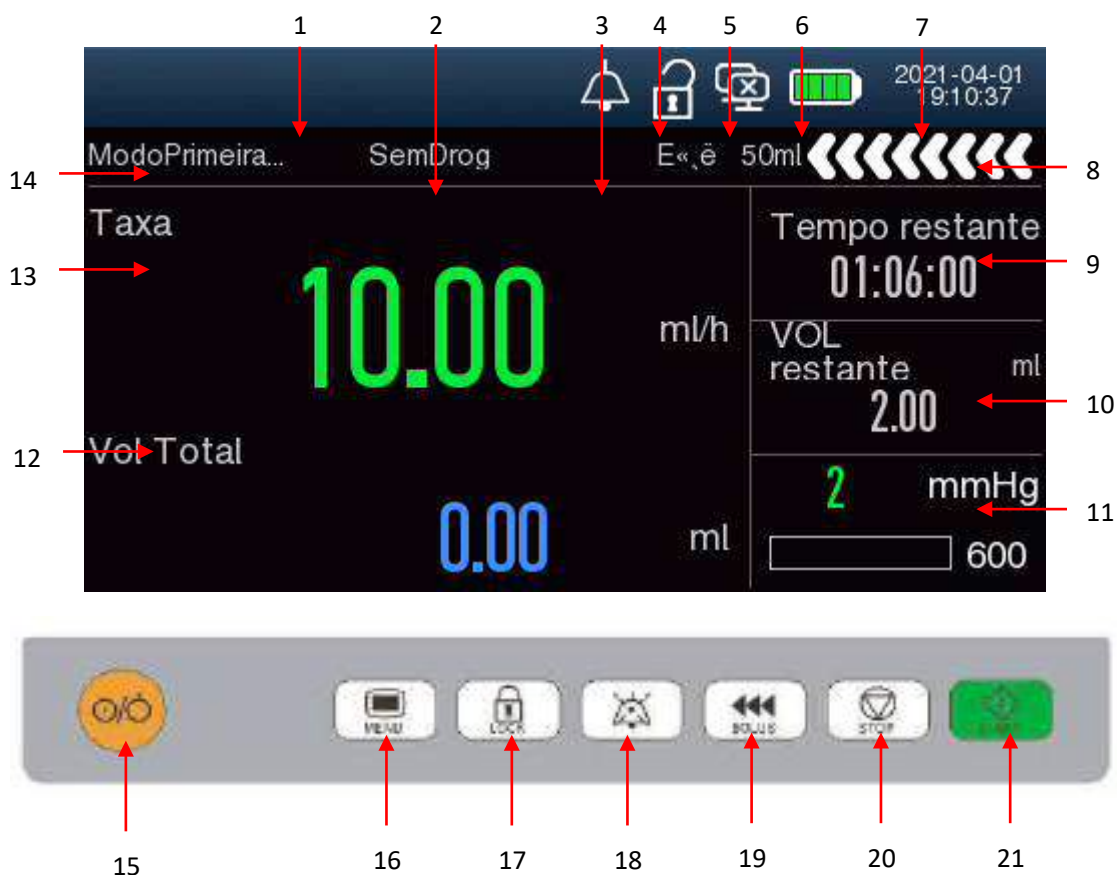 1 2 3 4 5 6 7
2021-04-01
19:10:37
ModoPrimeira... SemDrog E«¸ë 50ml
14
8
Taxa
Tempo restante
13
01:06:00
9
10.00
ml/h
VOL
restante ml
2.00
10
12
Vol Total
2 mmHg
11
0.00 ml
600
MENU LOCK BOLUS STOP
15 16 17 18 19 20 21